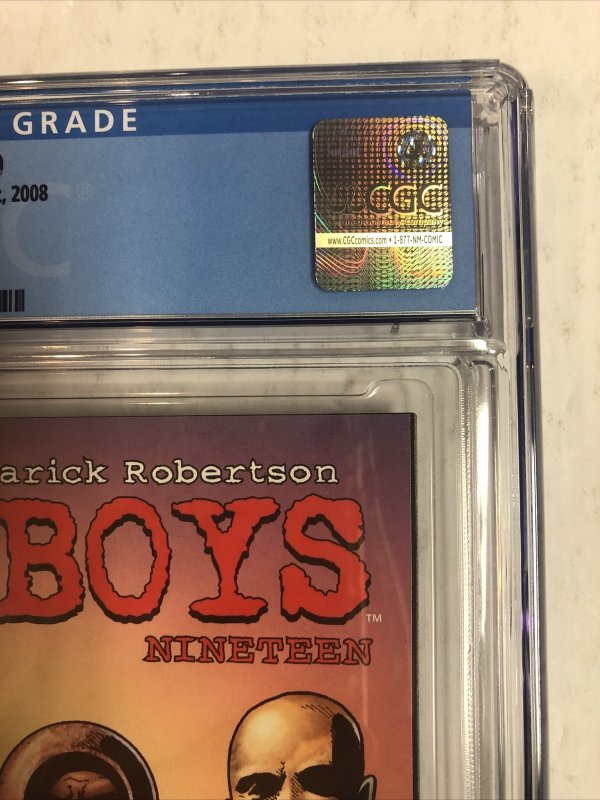 GRADE
, 2008
CGC
www.CGCcomics.com • 1-877-NM-COMIC
arick Robertson
BOYS
™
NINETEEN